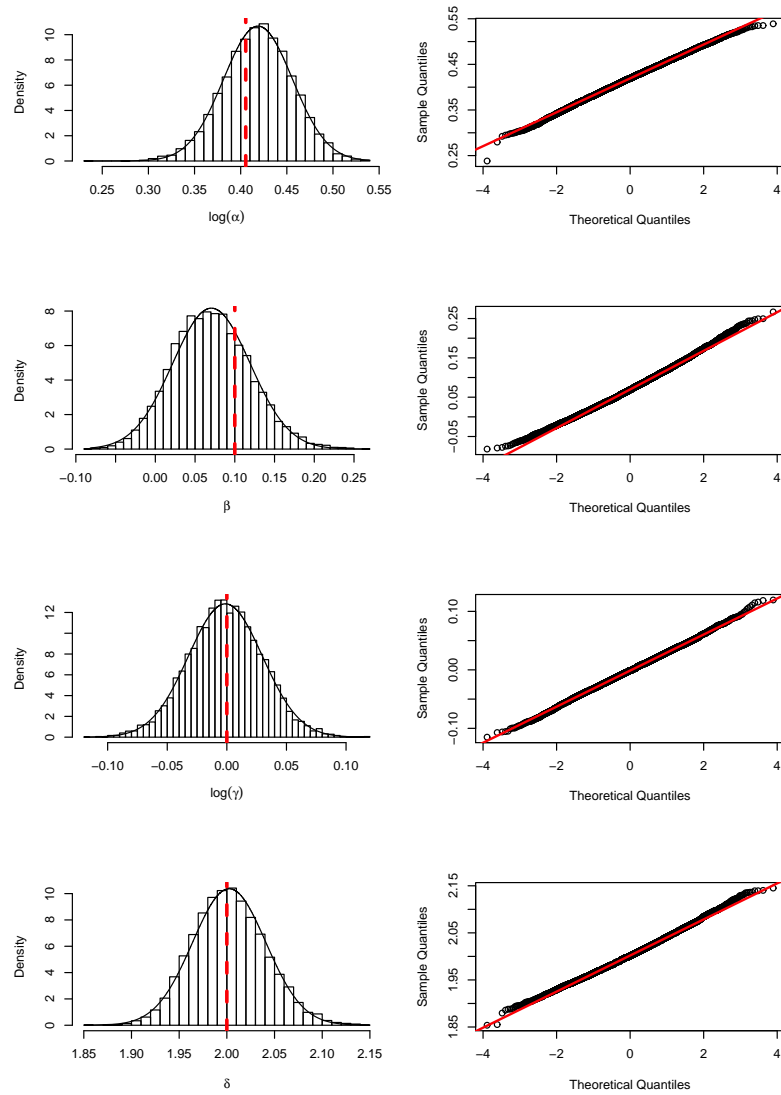 Density
0 2 4 6 8 10
0.25 0.30 0.35 0.40 0.45 0.50 0.55
log(α)
Sample Quantiles
0.25 0.35 0.45 0.55
−4 −2 0 2 4
Theoretical Quantiles
Density
0 2 4 6 8
−0.10 0.00 0.05 0.10 0.15 0.20 0.25
β
Sample Quantiles
−0.05 0.05 0.15 0.25
−4 −2 0 2 4
Theoretical Quantiles
Density
0 2 4 6 8 12
−0.10 −0.05 0.00 0.05 0.10
log(γ)
Sample Quantiles
−0.10 0.00 0.10
−4 −2 0 2 4
Theoretical Quantiles
Density
0 2 4 6 8 10
1.85 1.90 1.95 2.00 2.05 2.10 2.15
δ
Sample Quantiles
1.85 1.95 2.05 2.15
−4 −2 0 2 4
Theoretical Quantiles